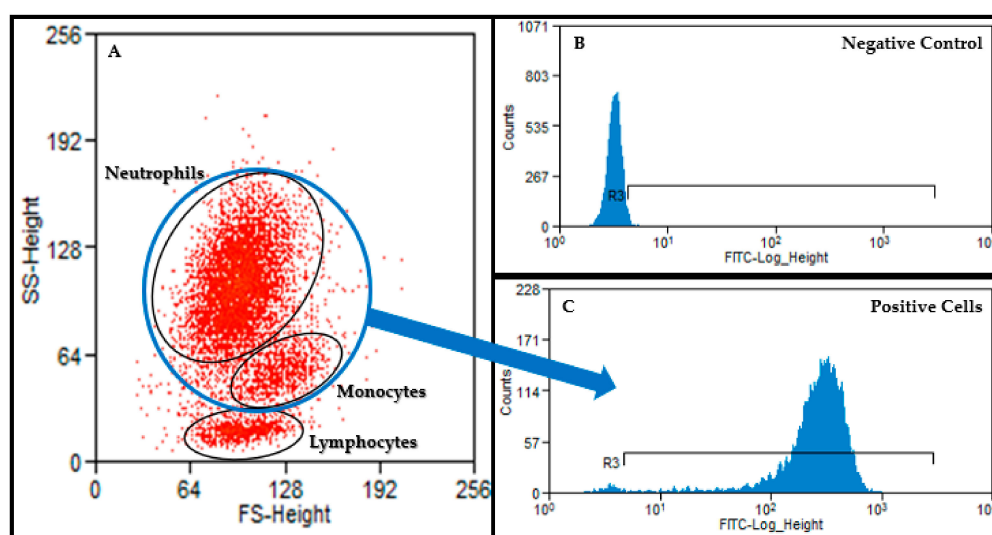 A
256
192
128
64
0
SS-Height
Neutrophils
Monocytes
Lymphocytes
0 64 128 192 256
FS-Height
B
Negative Control
1071
803
535
267
0
Counts
R3
10⁰ 10¹ 10² 10³
FITC-Log_Height
C
Positive Cells
228
171
114
57
0
Counts
R3
10⁰ 10¹ 10² 10³
FITC-Log_Height